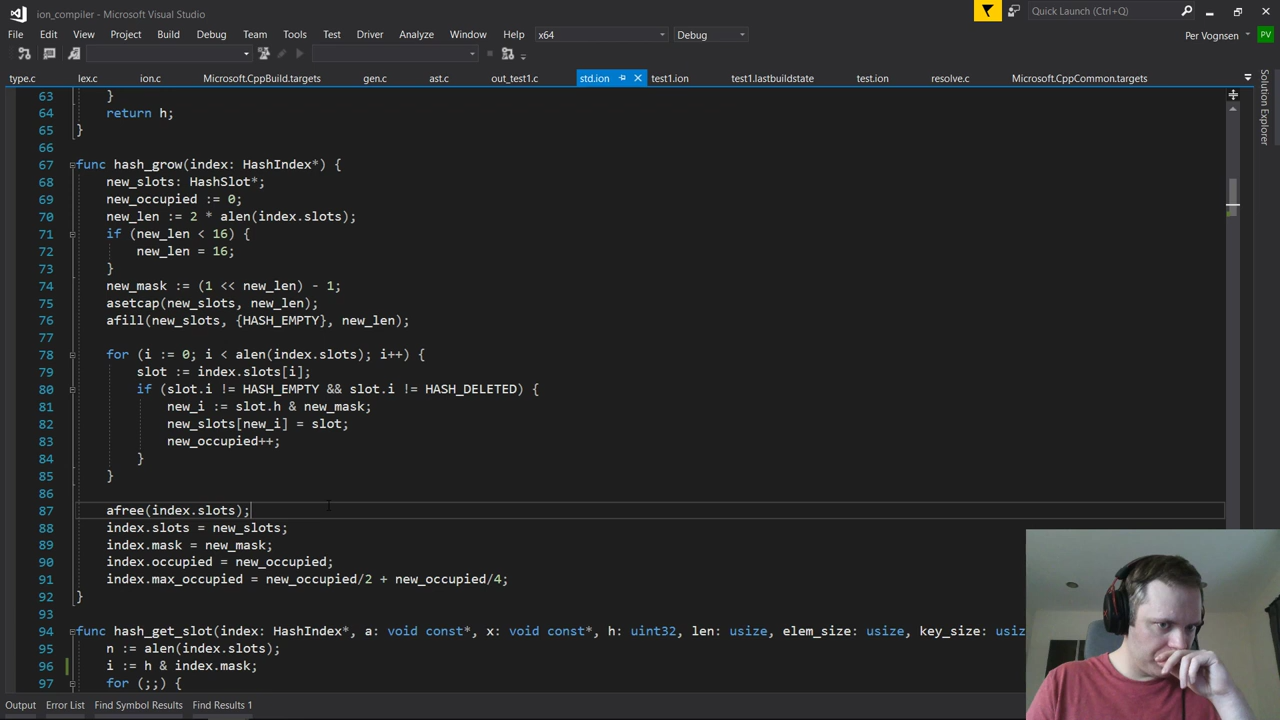 ion_compiler - Microsoft Visual Studio
Quick Launch (Ctrl+Q)
File Edit View Project Build Debug Team Tools Test Driver Analyze Window Help x64 Debug
Per Vognsen PV
type.c lex.c ion.c Microsoft.CppBuild.targets gen.c ast.c out_test1.c std.ion test1.ion test1.lastbuildstate test.ion resolve.c Microsoft.CppCommon.targets
Solution Explorer
63 }
64 return h;
65 }
66
67 func hash_grow(index: HashIndex*) {
68 new_slots: HashSlot*;
69 new_occupied := 0;
70 new_len := 2 * alen(index.slots);
71 if (new_len < 16) {
72 new_len = 16;
73 }
74 new_mask := (1 << new_len) - 1;
75 asetcap(new_slots, new_len);
76 afill(new_slots, {HASH_EMPTY}, new_len);
77
78 for (i := 0; i < alen(index.slots); i++) {
79 slot := index.slots[i];
80 if (slot.i != HASH_EMPTY && slot.i != HASH_DELETED) {
81 new_i := slot.h & new_mask;
82 new_slots[new_i] = slot;
83 new_occupied++;
84 }
85 }
86
87 afree(index.slots);
88 index.slots = new_slots;
89 index.mask = new_mask;
90 index.occupied = new_occupied;
91 index.max_occupied = new_occupied/2 + new_occupied/4;
92 }
93
94 func hash_get_slot(index: HashIndex*, a: void const*, x: void const*, h: uint32, len: usize, elem_size: usize, key_size: usiz
95 n := alen(index.slots);
96 i := h & index.mask;
97 for (;;) {
Output Error List Find Symbol Results Find Results 1